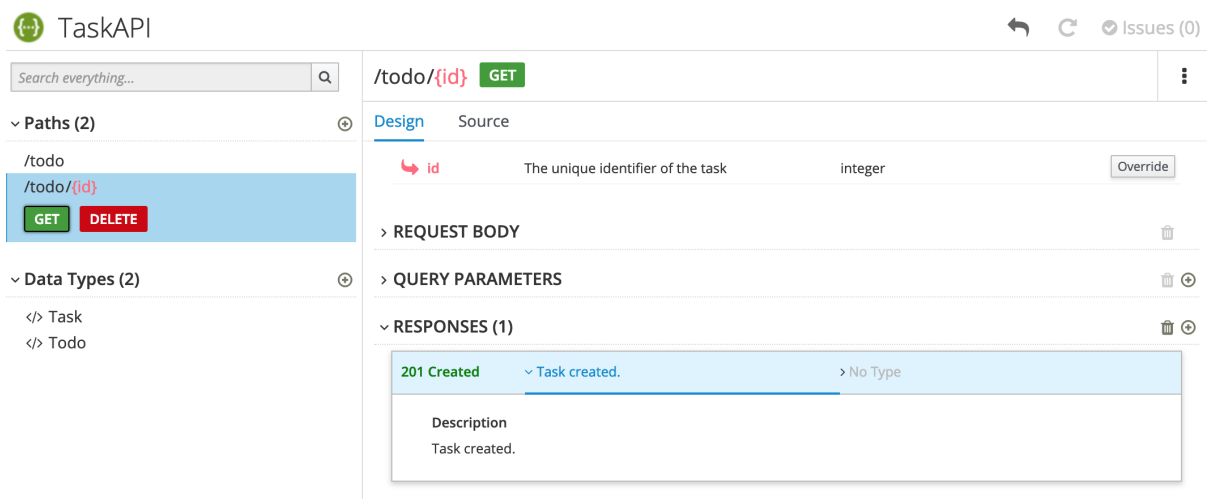 TaskAPI
Issues (0)
Search everything...
Paths (2)
/todo
/todo/{id}
GET DELETE
Data Types (2)
</> Task
</> Todo
/todo/{id} GET
Design Source
id The unique identifier of the task integer Override
REQUEST BODY
QUERY PARAMETERS
RESPONSES (1)
201 Created Task created. No Type
Description
Task created.